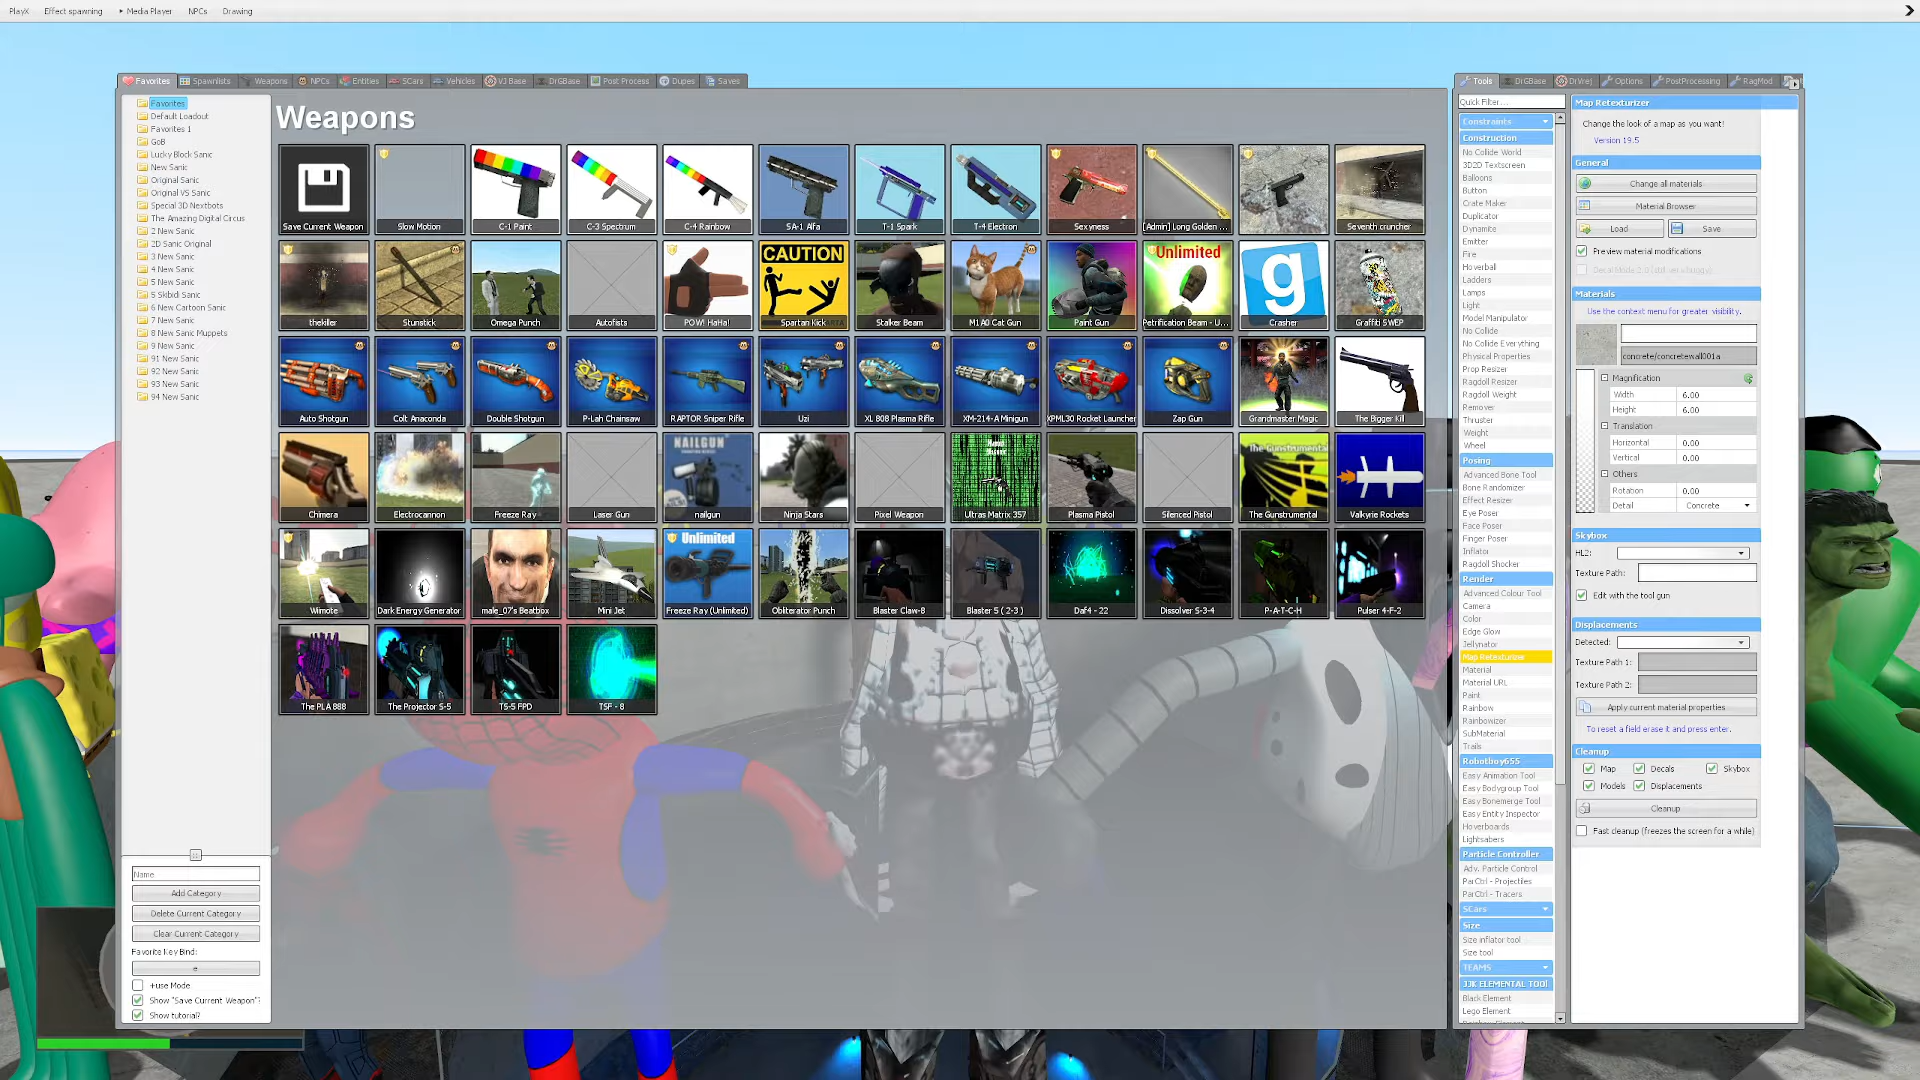 PlayX Effect spawning Media Player NPCs Drawing
Favorites Spawnlists Weapons NPCs Entities SCars Vehicles VJ Base DrGBase Post Process Dupes Saves
Favorites
Default Loadout
Favorites 1
GoB
Lucky Block Sanic
New Sanic
Original Sanic
Original VS Sanic
Special 3D Nextbots
The Amazing Digital Circus
2 New Sanic
2D Sanic Original
3 New Sanic
4 New Sanic
5 New Sanic
5 Skibidi Sanic
6 New Sanic
6 New Cartoon Sanic
7 New Sanic
8 New Sanic Muppets
9 New Sanic
91 New Sanic
92 New Sanic
93 New Sanic
94 New Sanic
Name
Add Category
Delete Current Category
Clear Current Category
Favorite Key Bind:
e
+use Mode
Show "Save Current Weapon"?
Show tutorial?
Weapons
Save Current Weapon
Slow Motion
C-1 Paint
C-3 Spectrum
C-4 Rainbow
SA-1 Alfa
T-1 Spark
T-4 Electron
Sexyness
[Admin] Long Golden ...
Seventh cruncher
thekiller
Stunstick
Omega Punch
Autofists
POW! HaHa!
CAUTION
Spartan Kick
Stalker Beam
M1A0 Cat Gun
Paint Gun
Unlimited
Petrification Beam - U...
g
Crasher
Graffiti SWEP
Auto Shotgun
Colt Anaconda
Double Shotgun
P-Lah Chainsaw
RAPTOR Sniper Rifle
Uzi
XL 808 Plasma Rifle
XM-214-A Minigun
XPML30 Rocket Launcher
Zap Gun
Grandmaster Magic
The Bigger Kill
Chimera
Electrocannon
Freeze Ray
Laser Gun
NAILGUN
nailgun
Ninja Stars
Pixel Weapon
Ultras Matrix 357
Plasma Pistol
Silenced Pistol
The Gunstrumental
The Gunstrumental
Valkyrie Rockets
Wimote
Dark Energy Generator
male_07's Beatbox
Mini Jet
Unlimited
Freeze Ray (Unlimited)
Obliterator Punch
Blaster Claw-8
Blaster 5 ( 2-3 )
Daf4 - 22
Dissolver S-3-4
P-A-T-C-H
Pulser 4-F-2
The PLA 888
The Projector S-5
TS-5 FPD
TSF - 8
Tools DrGBase DrVrej Options PostProcessing RagMod
Quick Filter...
Constraints
Construction
No Collide World
3D2D Textscreen
Balloons
Button
Crate Maker
Duplicator
Dynamite
Emitter
Fire
Hoverball
Ladders
Lamps
Light
Model Manipulator
No Collide
No Collide Everything
Physical Properties
Prop Resizer
Ragdoll Resizer
Ragdoll Weight
Remover
Thruster
Weight
Wheel
Posing
Advanced Bone Tool
Bone Randomizer
Effect Resizer
Eye Poser
Face Poser
Finger Poser
Inflator
Ragdoll Shocker
Render
Advanced Colour Tool
Camera
Color
Edge Glow
Jellynator
Map Retexturizer
Material
Material URL
Paint
Rainbow
Rainbowizer
SubMaterial
Trails
Robotboy655
Easy Animation Tool
Easy Bodygroup Tool
Easy Bonemerge Tool
Easy Entity Inspector
Hoverboards
Lightsabers
Particle Controller
Adv. Particle Control
ParCtrl - Projectiles
ParCtrl - Tracers
SCars
Size
Size inflator tool
Size tool
TEAMS
JJK ELEMENTAL TOOl
Black Element
Lego Element
Map Retexturizer
Change the look of a map as you want!
Version 19.5
General
Change all materials
Material Browser
Load Save
Preview material modifications
Materials
Use the context menu for greater visibility.
concrete/concretewall001a
Magnification
Width 6.00
Height 6.00
Translation
Horizontal 0.00
Vertical 0.00
Others
Rotation 0.00
Detail Concrete
Skybox
HL2:
Texture Path:
Edit with the tool gun
Displacements
Detected:
Texture Path 1:
Texture Path 2:
Apply current material properties
To reset a field erase it and press enter.
Cleanup
Map Decals Skybox
Models Displacements
Cleanup
Fast cleanup (freezes the screen for a while)